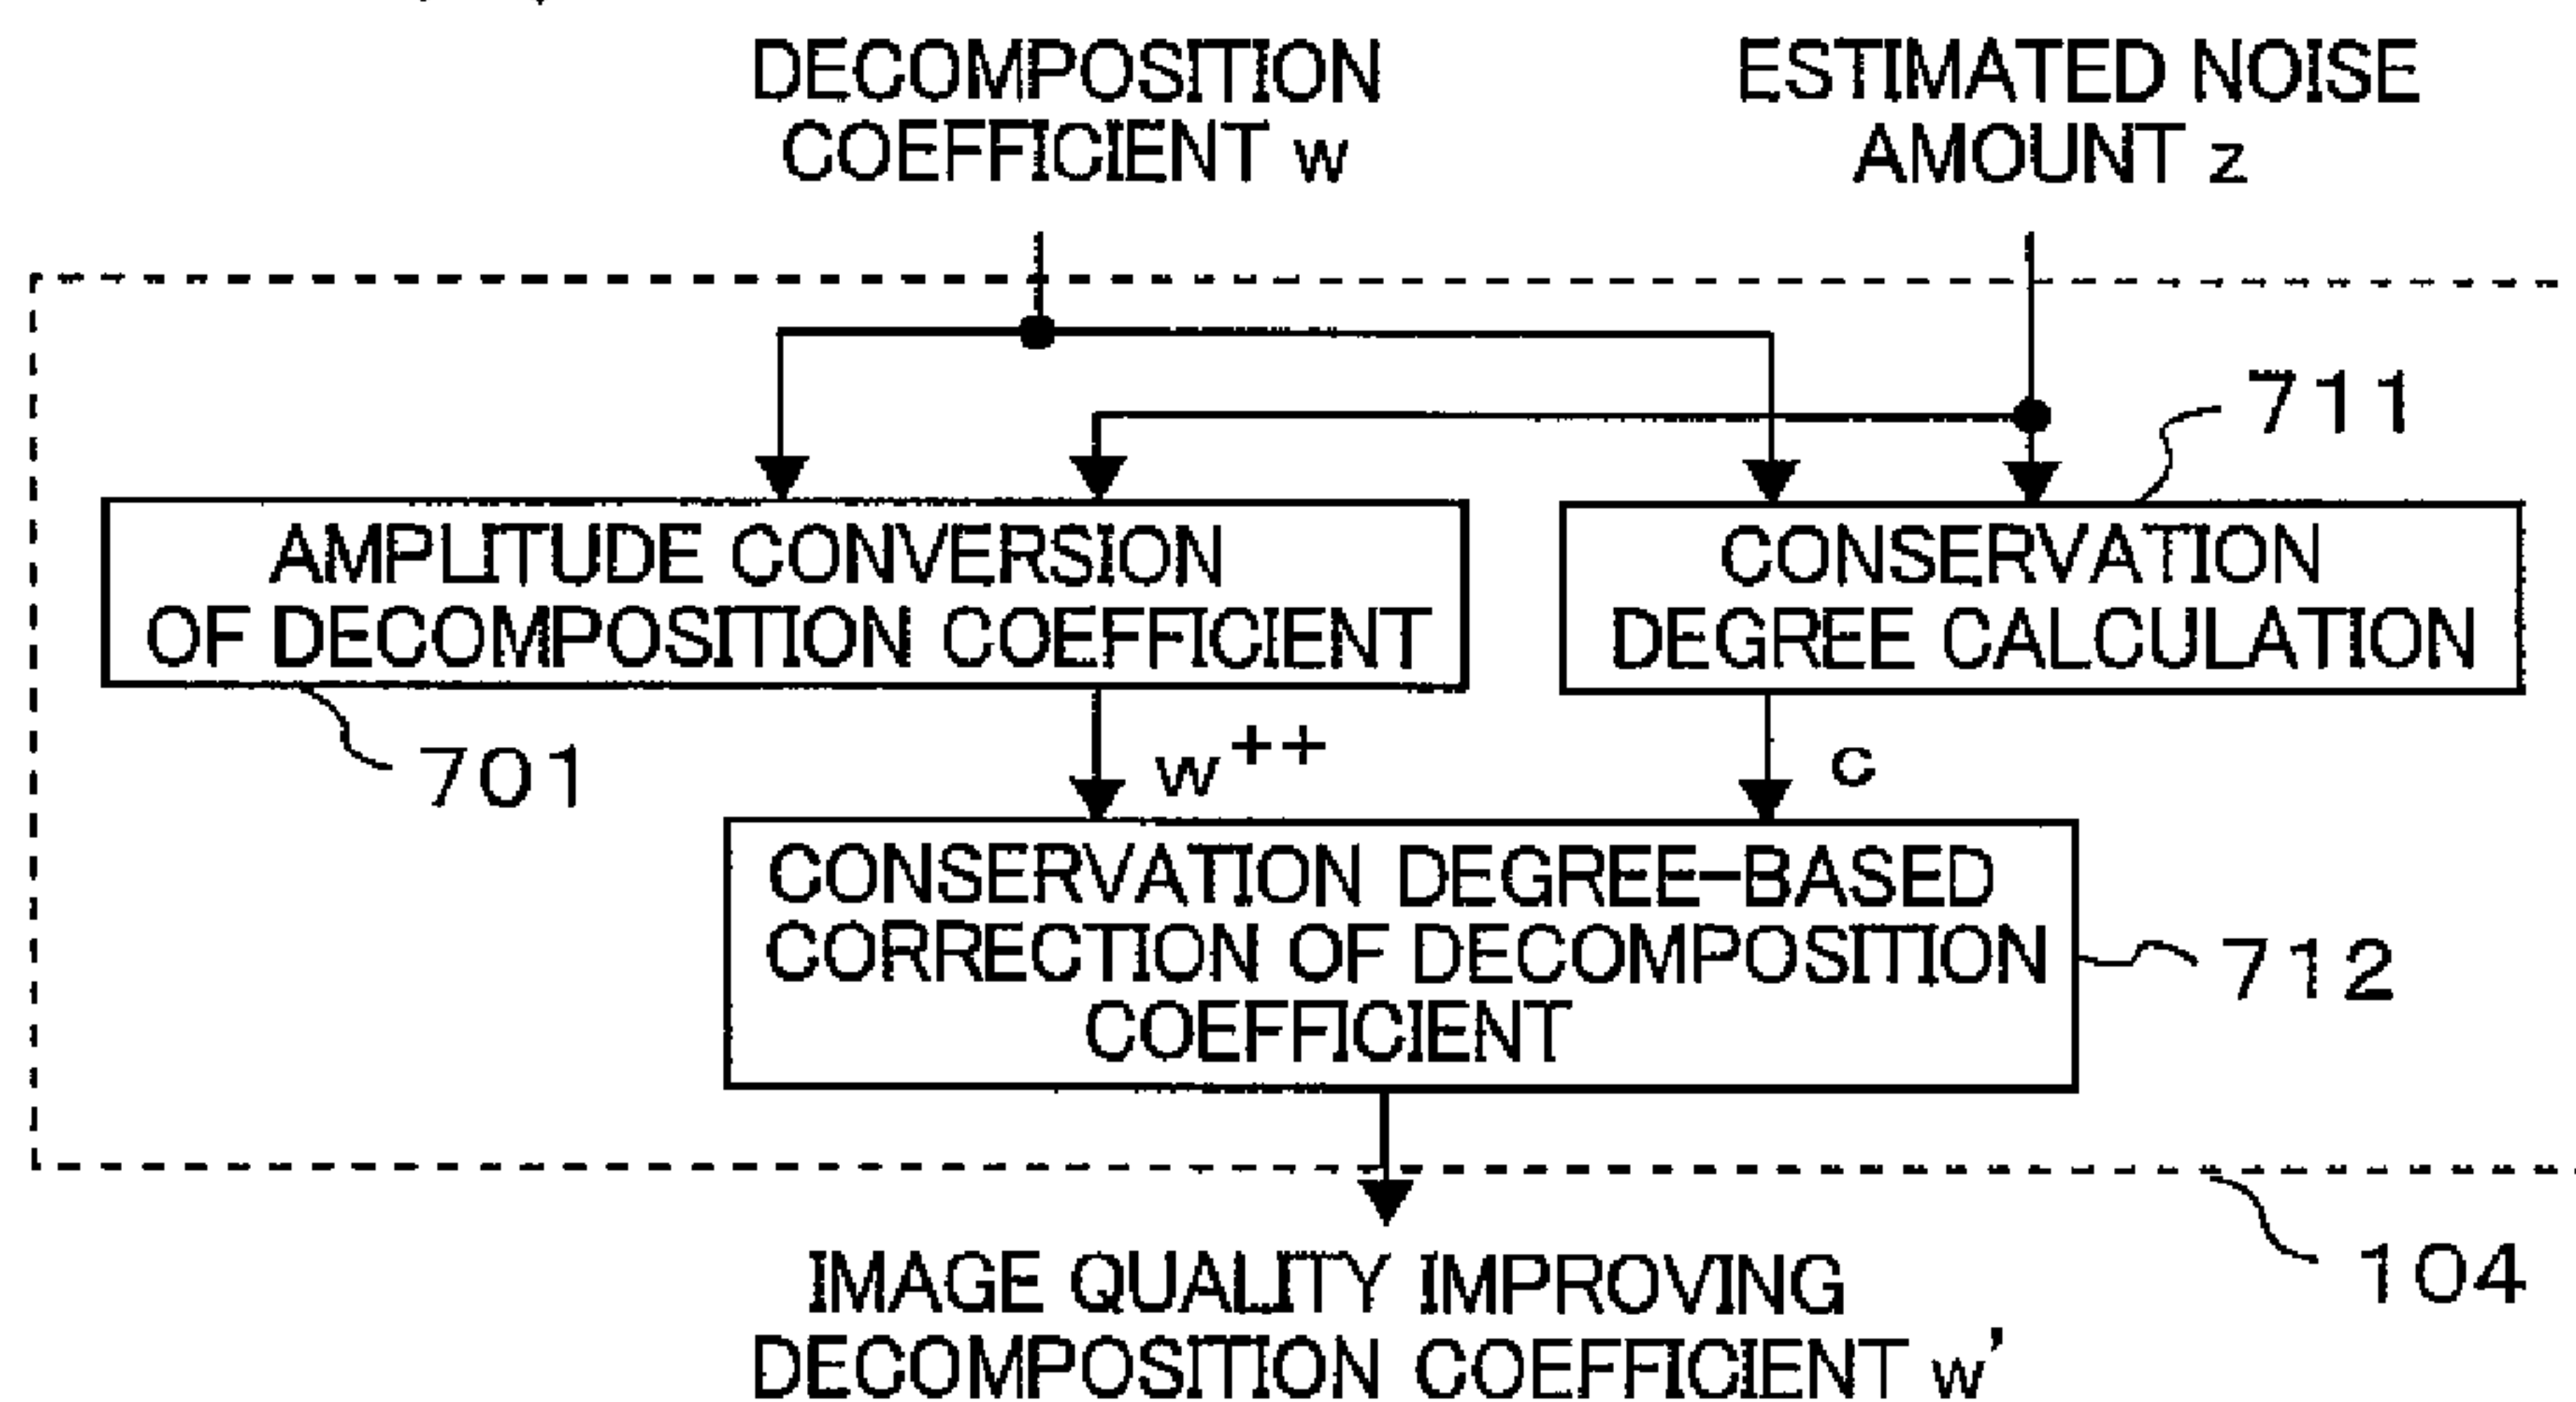 DECOMPOSITION
COEFFICIENT w
ESTIMATED NOISE
AMOUNT z
711
AMPLITUDE CONVERSION
OF DECOMPOSITION COEFFICIENT
CONSERVATION
DEGREE CALCULATION
701
w++
c
CONSERVATION DEGREE-BASED
CORRECTION OF DECOMPOSITION
COEFFICIENT
712
104
IMAGE QUALITY IMPROVING
DECOMPOSITION COEFFICIENT w'